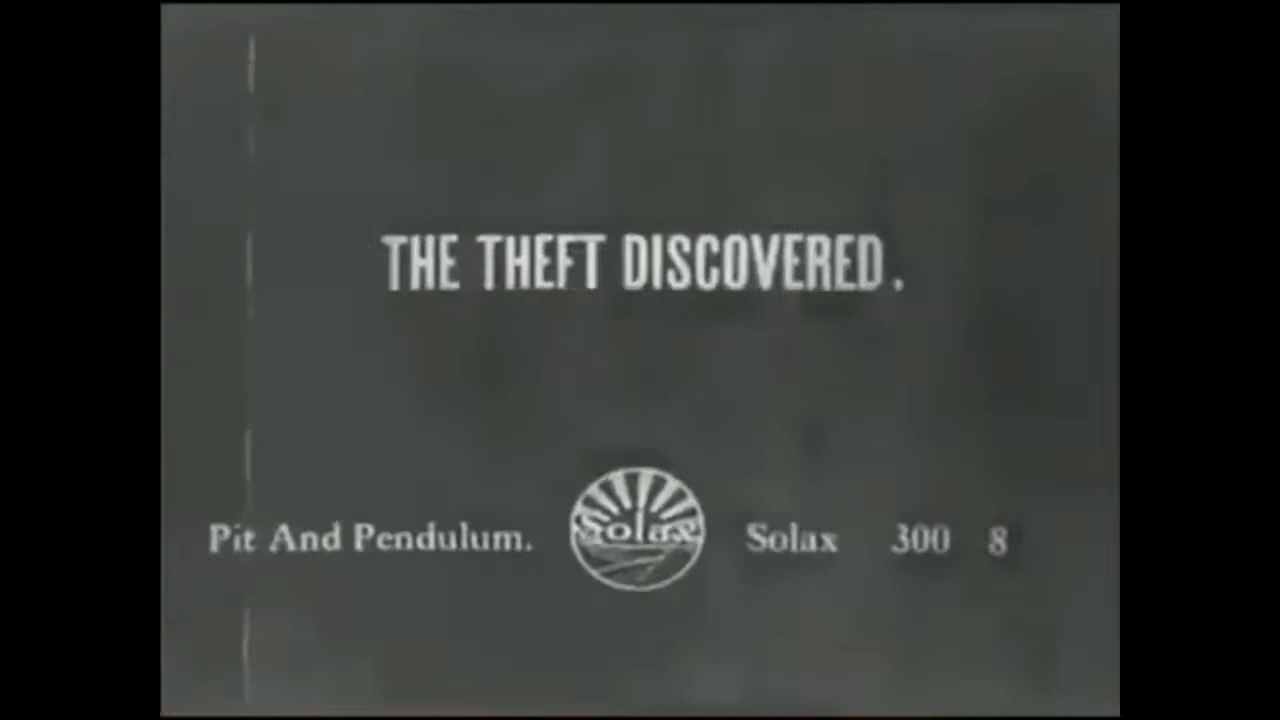 THE THEFT DISCOVERED.
Pit And Pendulum. Solax Solax 300 8